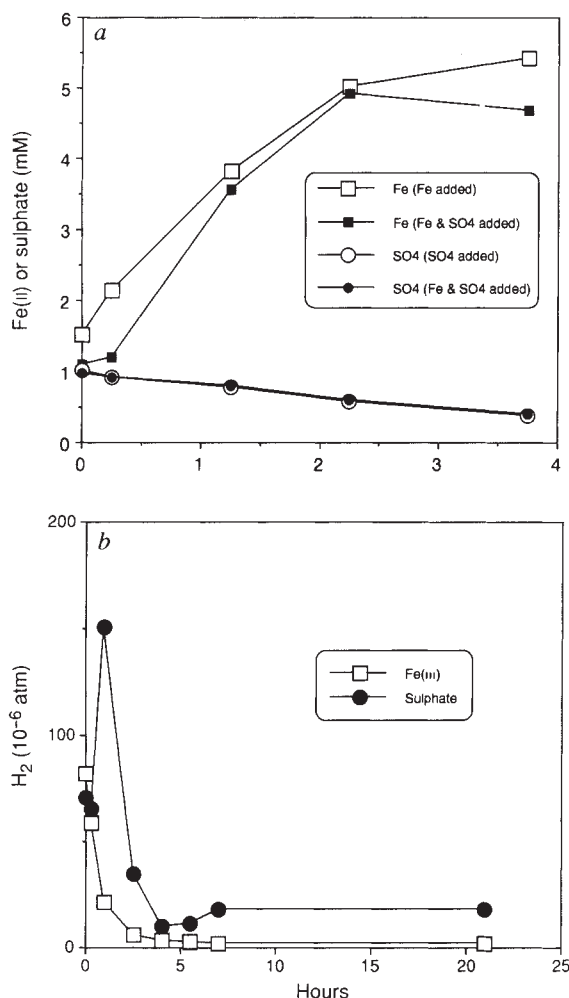 a
6
5
4
3
2
1
0
Fe(II) or sulphate (mM)
Fe (Fe added)
Fe (Fe & SO4 added)
SO4 (SO4 added)
SO4 (Fe & SO4 added)
0 1 2 3 4
b
200
100
0
H₂ (10⁻⁶ atm)
Fe(III)
Sulphate
0 5 10 15 20 25
Hours